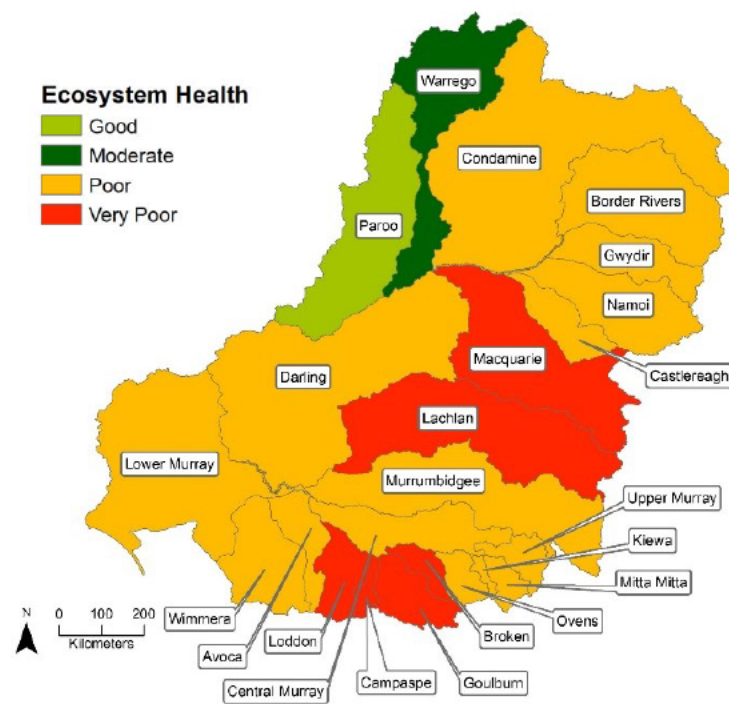 Ecosystem Health
Good
Moderate
Poor
Very Poor
Warrego
Condamine
Border Rivers
Paroo
Gwydir
Namoi
Macquarie
Castlereagh
Darling
Lachlan
Lower Murray
Murrumbidgee
Upper Murray
Kiewa
Mitta Mitta
Ovens
Broken
Goulburn
Campaspe
Central Murray
Loddon
Avoca
Wimmera
N
0 50 100 200
Kilometers